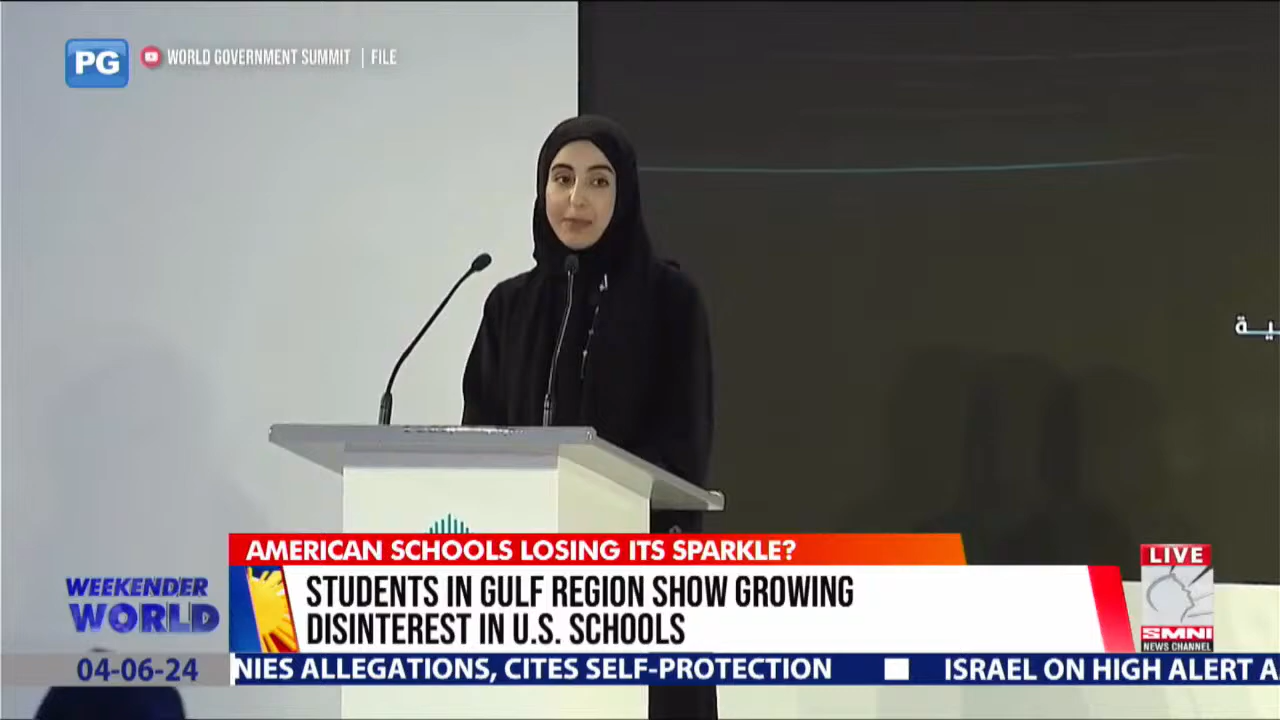 PG
WORLD GOVERNMENT SUMMIT | FILE
ـية
AMERICAN SCHOOLS LOSING ITS SPARKLE?
STUDENTS IN GULF REGION SHOW GROWING
DISINTEREST IN U.S. SCHOOLS
LIVE
SMNI
NEWS CHANNEL
WEEKENDER
WORLD
04-06-24
NIES ALLEGATIONS, CITES SELF-PROTECTION
ISRAEL ON HIGH ALERT A